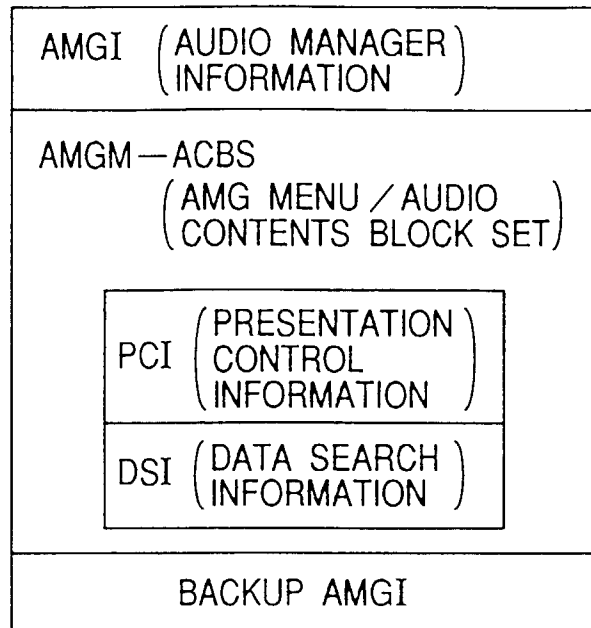 AMGI (AUDIO MANAGER
INFORMATION)
AMGM—ACBS
(AMG MENU／AUDIO
CONTENTS BLOCK SET)
PCI (PRESENTATION
CONTROL
INFORMATION)
DSI (DATA SEARCH
INFORMATION)
BACKUP AMGI